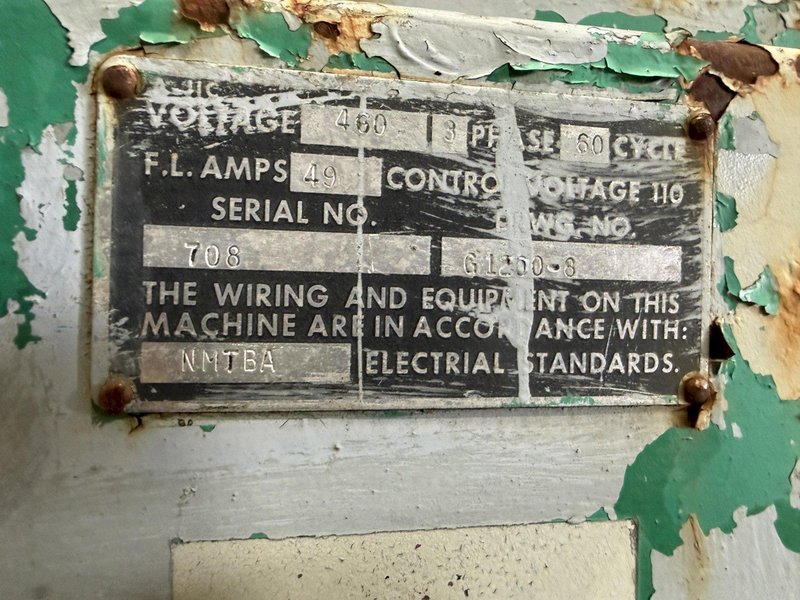 VOLTAGE 460 3 PHASE 60 CYCLE
F.L. AMPS 49 CONTROL VOLTAGE 110
SERIAL NO. DWG. NO.
708 G1200-8
THE WIRING AND EQUIPMENT ON THIS
MACHINE ARE IN ACCORDANCE WITH:
NMTBA ELECTRIAL STANDARDS.